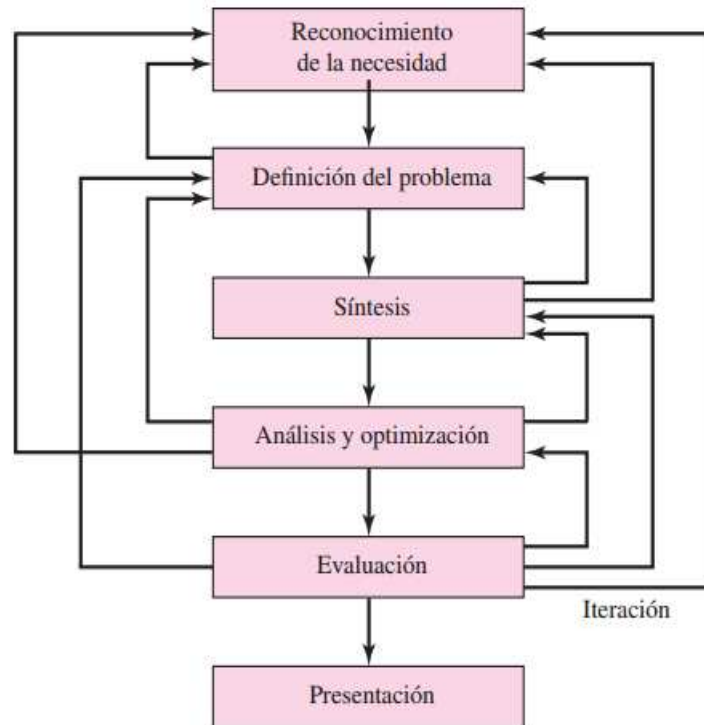 Reconocimiento
de la necesidad
Definición del problema
Síntesis
Análisis y optimización
Evaluación
Iteración
Presentación